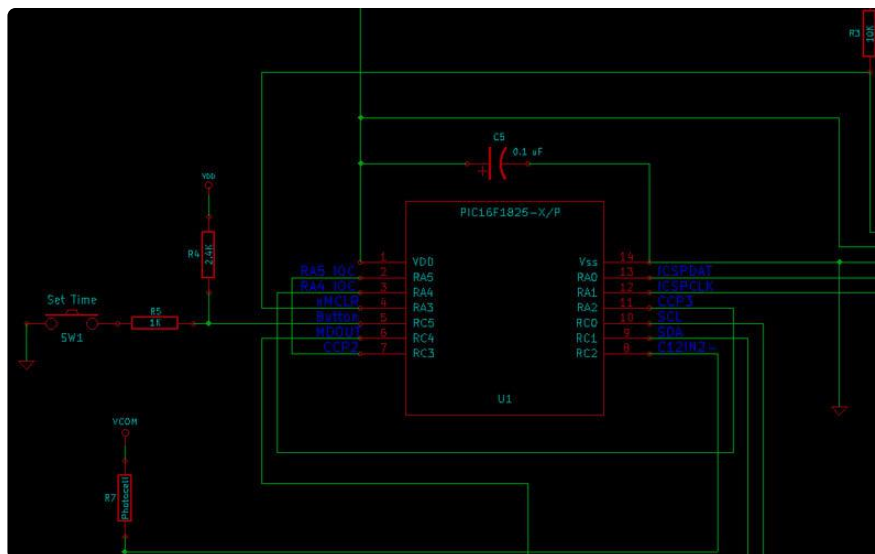 R3
10K
C5
0.1 uF
VDD
R4
2.4K
Set Time
SW1
R5
1K
PIC16F1825-X/P
RA5 IOC
RA4 IOC
nMCLR
Button
MDOUT
CCP2
1
2
3
4
5
6
7
VDD
RA5
RA4
RA3
RC5
RC4
RC3
Vss
RA0
RA1
RA2
RC0
RC1
RC2
14
13
12
11
10
9
8
ICSPDAT
ICSPCLK
CCP3
SCL
SDA
C12IN2-
U1
VCOM
R7
Photocell